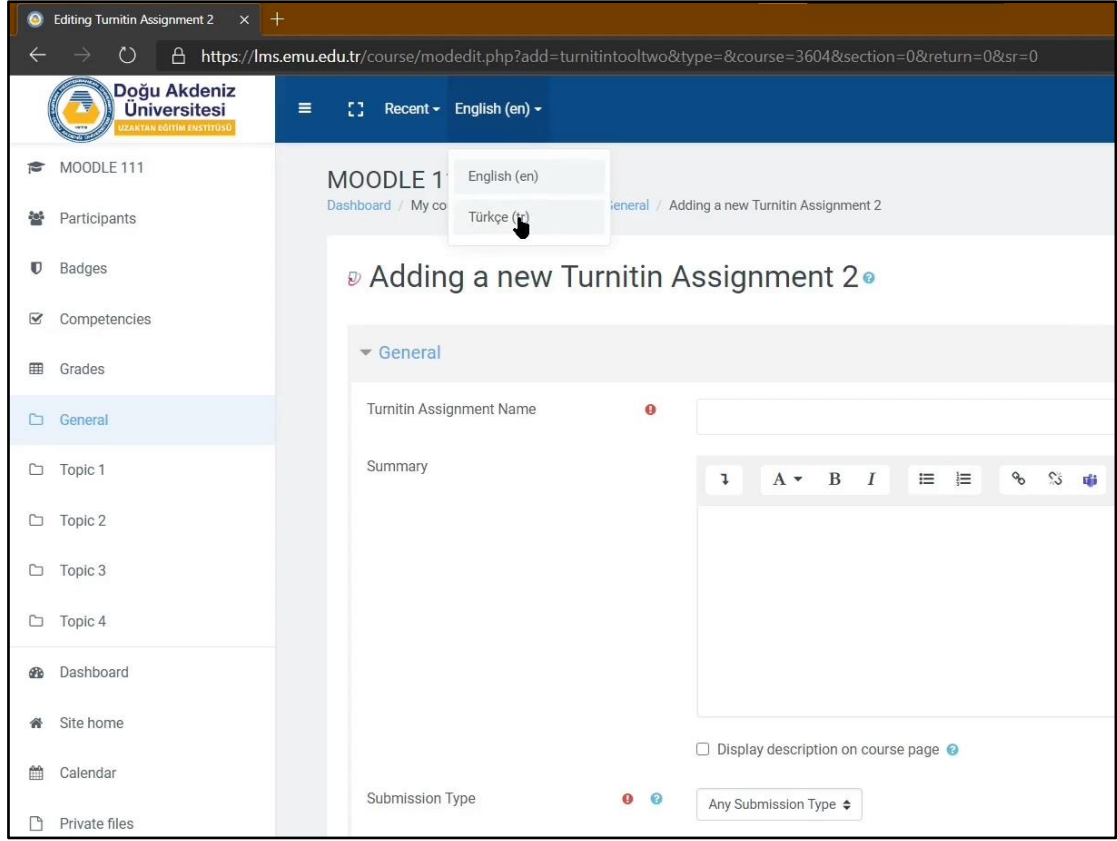 Editing Turnitin Assignment 2
https://lms.emu.edu.tr/course/modedit.php?add=turnitintooltwo&type=&course=3604&section=0&return=0&sr=0
Doğu Akdeniz
Üniversitesi
UZAKTAN EĞİTİM ENSTİTÜSÜ
Recent
English (en)
English (en)
Türkçe (tr)
MOODLE 111
Participants
Badges
Competencies
Grades
General
Topic 1
Topic 2
Topic 3
Topic 4
Dashboard
Site home
Calendar
Private files
MOODLE 1
Dashboard / My co
General / Adding a new Turnitin Assignment 2
Adding a new Turnitin Assignment 2
General
Turnitin Assignment Name
Summary
A B I
Display description on course page
Submission Type
Any Submission Type